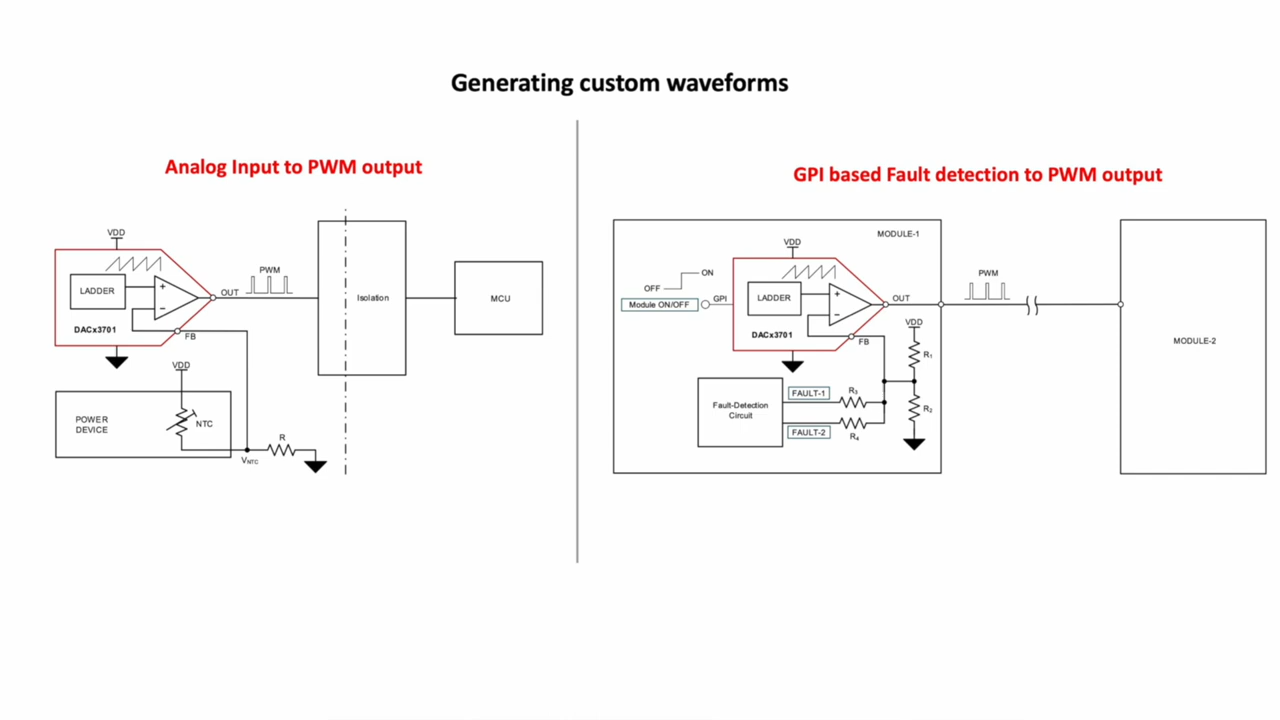 Generating custom waveforms
Analog Input to PWM output
VDD
LADDER
+
−
DACx3701
OUT
FB
PWM
Isolation
MCU
VDD
POWER
DEVICE
NTC
VNTC
R
GPI based Fault detection to PWM output
MODULE-1
VDD
OFF
ON
Module ON/OFF
GPI
LADDER
+
−
DACx3701
OUT
FB
VDD
R1
R2
Fault-Detection
Circuit
FAULT-1
R3
FAULT-2
R4
PWM
MODULE-2